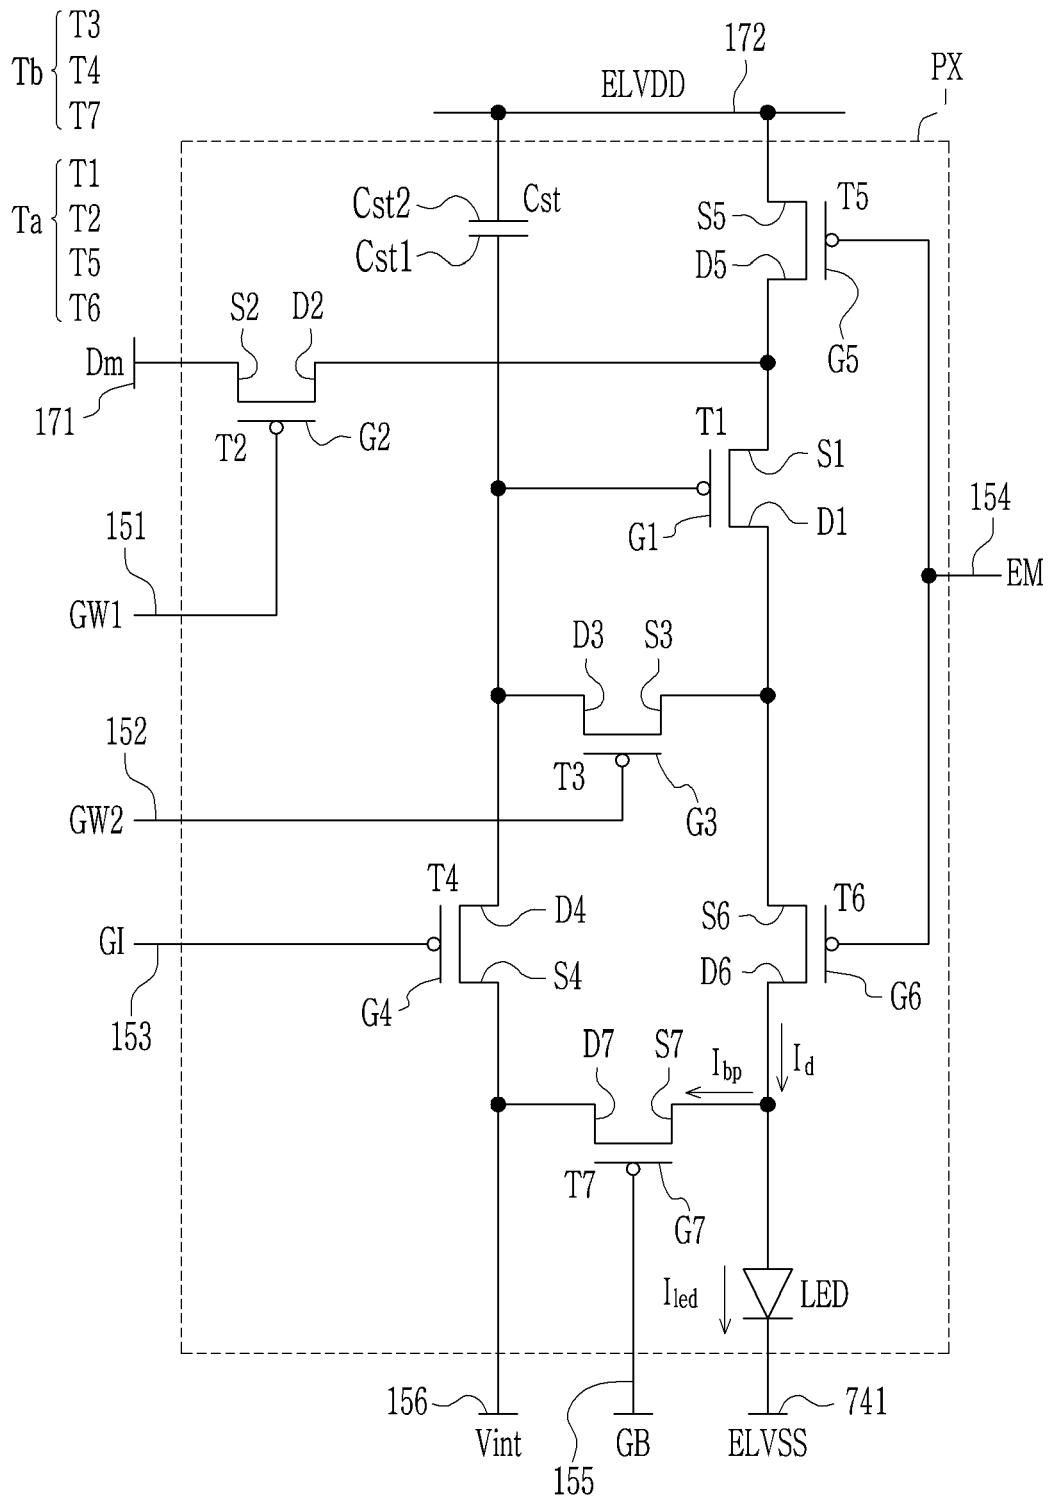 Tb { T3
T4
T7
Ta { T1
T2
T5
T6
172
ELVDD
PX
Cst2
Cst
Cst1
T5
S5
D5
G5
S2
D2
Dm
171
T2
G2
T1
S1
G1
D1
154
EM
151
GW1
D3
S3
152
GW2
T3
G3
T4
D4
S6
T6
GI
S4
D6
G6
153
G4
D7
S7
Ibp
Id
T7
G7
Iled
LED
156
741
Vint
GB
ELVSS
155